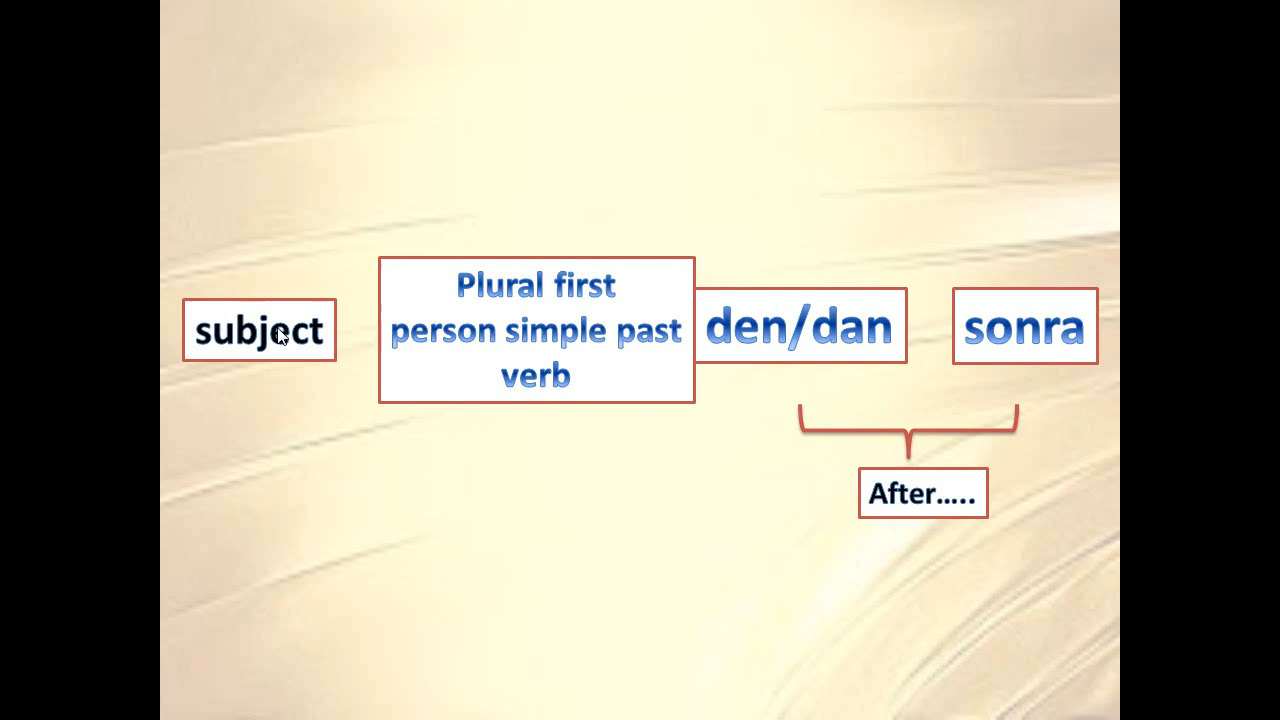 subject
Plural first
person simple past
verb
den/dan
sonra
After.....